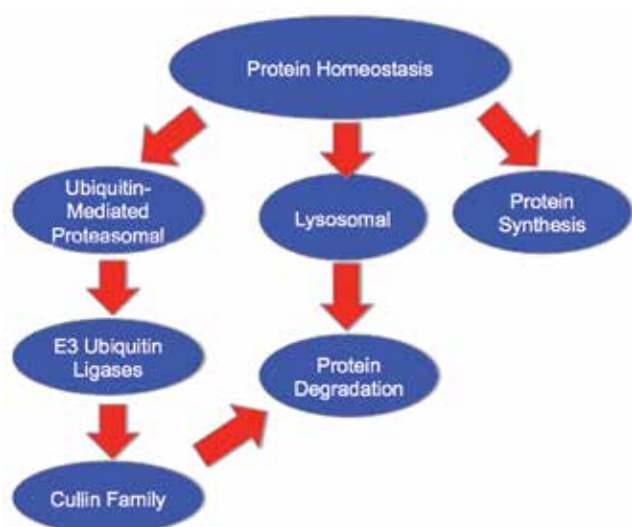 Protein Homeostasis
Ubiquitin-
Mediated
Proteasomal
Lysosomal
Protein
Synthesis
E3 Ubiquitin
Ligases
Protein
Degradation
Cullin Family